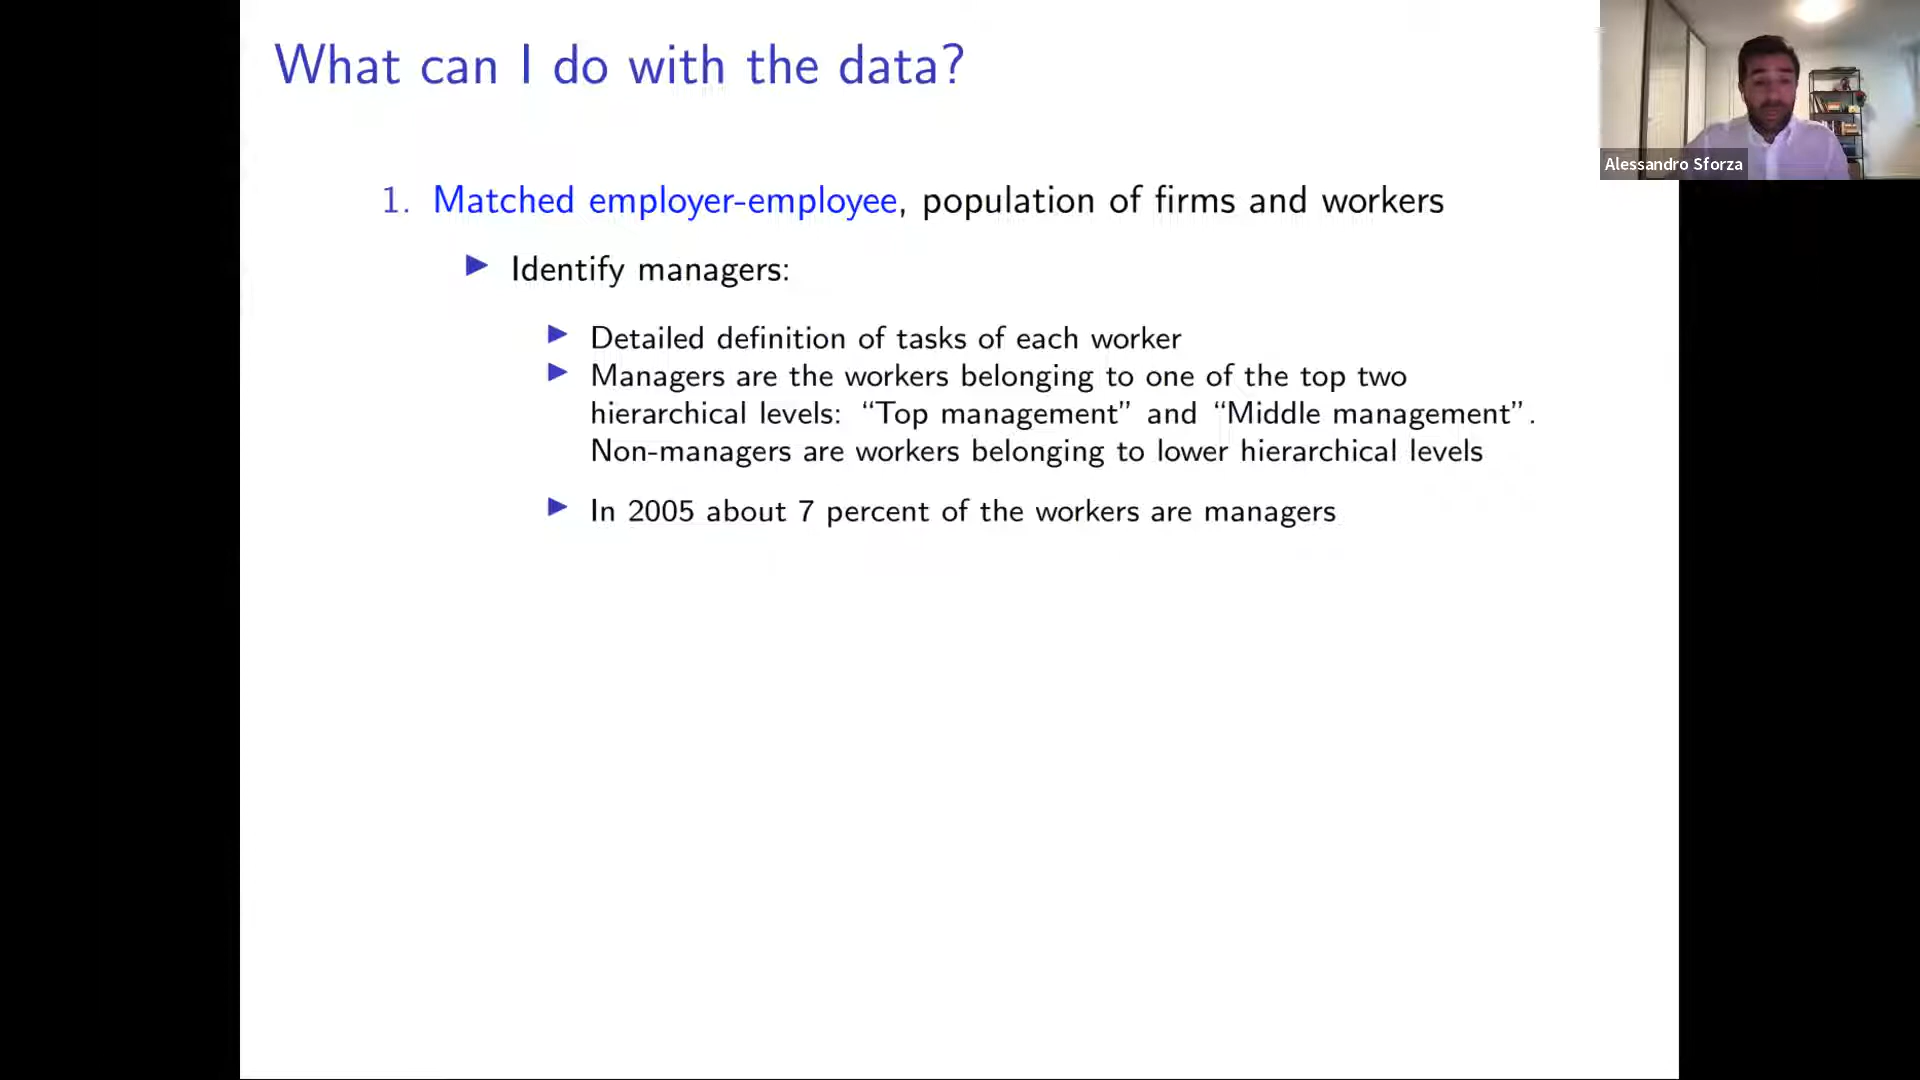 What can I do with the data?
Alessandro Sforza
1. Matched employer-employee, population of firms and workers
▶ Identify managers:
▶ Detailed definition of tasks of each worker
▶ Managers are the workers belonging to one of the top two
hierarchical levels: “Top management” and “Middle management”.
Non-managers are workers belonging to lower hierarchical levels
▶ In 2005 about 7 percent of the workers are managers